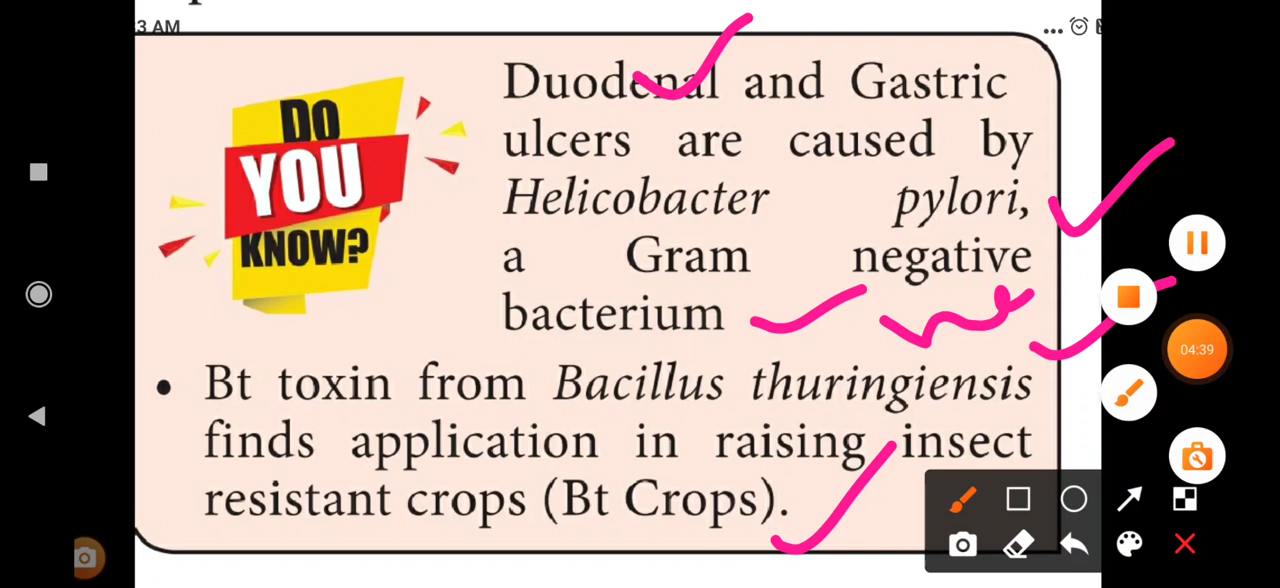 3 AM
DO
YOU
KNOW?
Duodenal and Gastric
ulcers are caused by
Helicobacter pylori,
a Gram negative
bacterium
• Bt toxin from Bacillus thuringiensis
finds application in raising insect
resistant crops (Bt Crops).
04:39